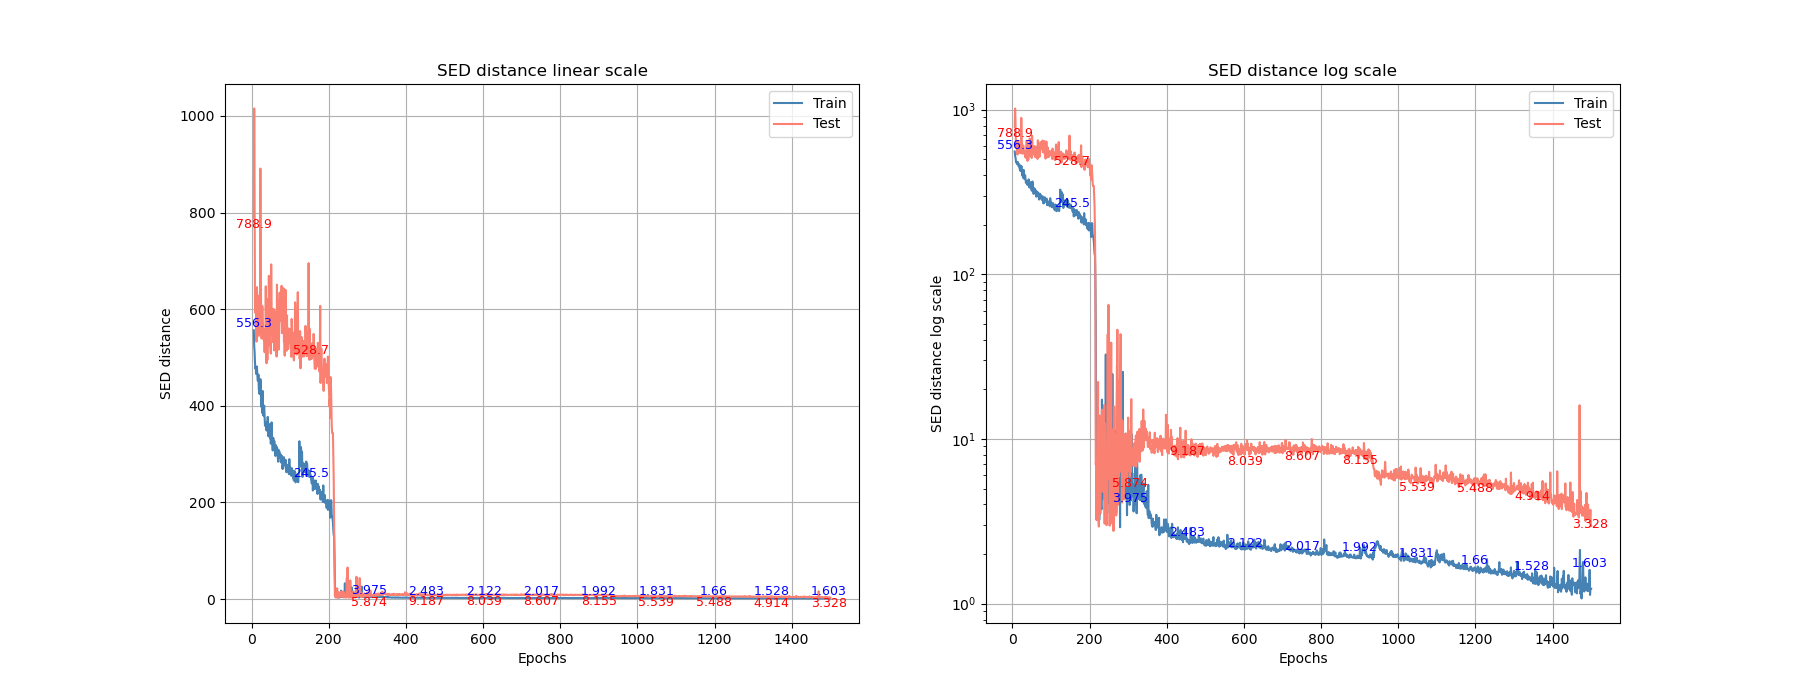 SED distance linear scale
Train
Test
1000
800
600
400
200
0
SED distance
788.9
556.3
528.7
245.5
3.975 2.483 2.122 2.017 1.992 1.831 1.66 1.528 1.603
5.874 9.187 8.039 8.607 8.155 5.539 5.488 4.914 3.328
0 200 400 600 800 1000 1200 1400
Epochs
SED distance log scale
Train
Test
10³
10²
10¹
10⁰
SED distance log scale
788.9
556.3
528.7
245.5
5.874 9.187 8.039 8.607 8.155 5.539 5.488 4.914 3.328
3.975 2.483 2.122 2.017 1.992 1.831 1.66 1.528 1.603
0 200 400 600 800 1000 1200 1400
Epochs